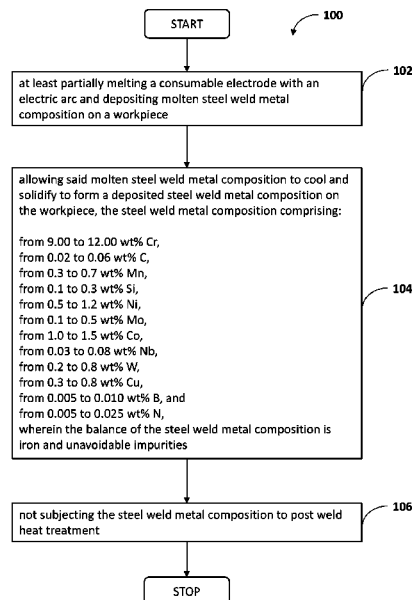 START
100
at least partially melting a consumable electrode with an
electric arc and depositing molten steel weld metal
composition on a workpiece
102
allowing said molten steel weld metal composition to cool and
solidify to form a deposited steel weld metal composition on
the workpiece, the steel weld metal composition comprising:
from 9.00 to 12.00 wt% Cr,
from 0.02 to 0.06 wt% C,
from 0.3 to 0.7 wt% Mn,
from 0.1 to 0.3 wt% Si,
from 0.5 to 1.2 wt% Ni,
from 0.1 to 0.5 wt% Mo,
from 1.0 to 1.5 wt% Co,
from 0.03 to 0.08 wt% Nb,
from 0.2 to 0.8 wt% W,
from 0.3 to 0.8 wt% Cu,
from 0.005 to 0.010 wt% B, and
from 0.005 to 0.025 wt% N,
wherein the balance of the steel weld metal composition is
iron and unavoidable impurities
104
not subjecting the steel weld metal composition to post weld
heat treatment
106
STOP